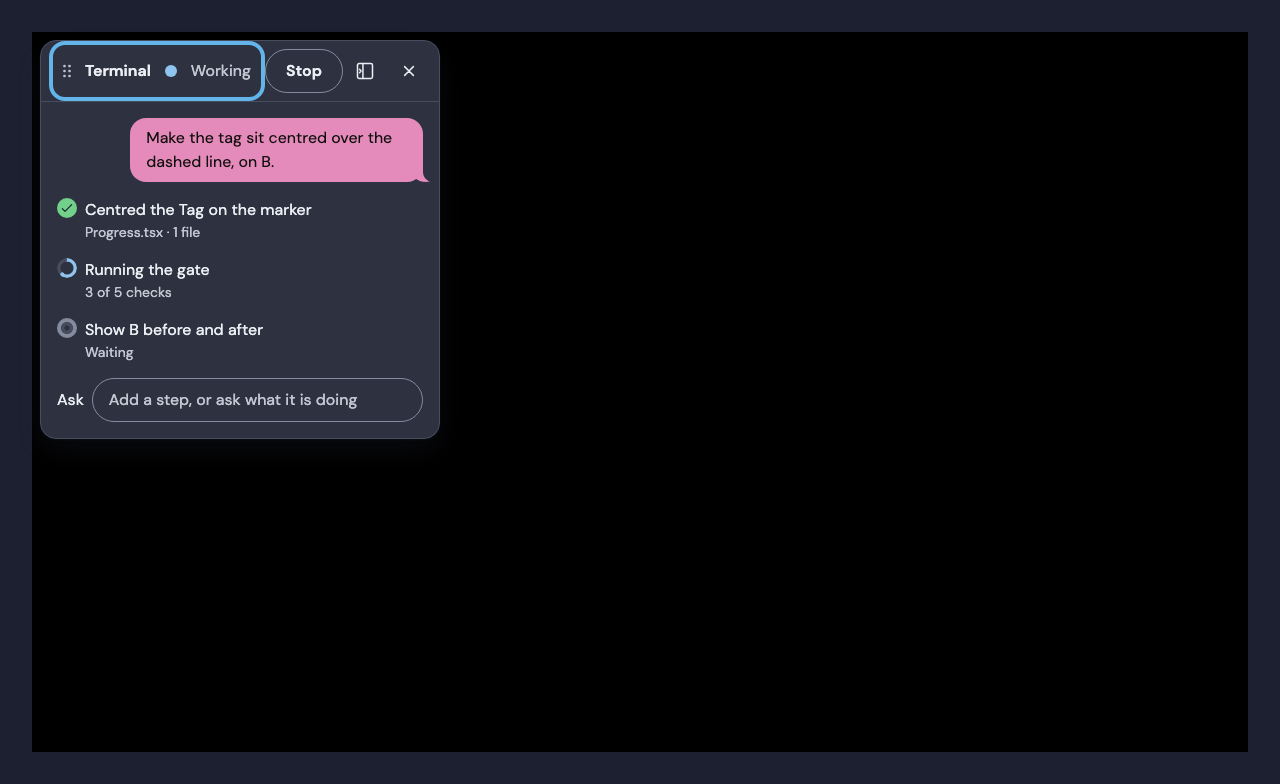 Terminal Working Stop
Make the tag sit centred over the
dashed line, on B.
Centred the Tag on the marker
Progress.tsx · 1 file
Running the gate
3 of 5 checks
Show B before and after
Waiting
Ask Add a step, or ask what it is doing